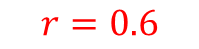 r = 0.6